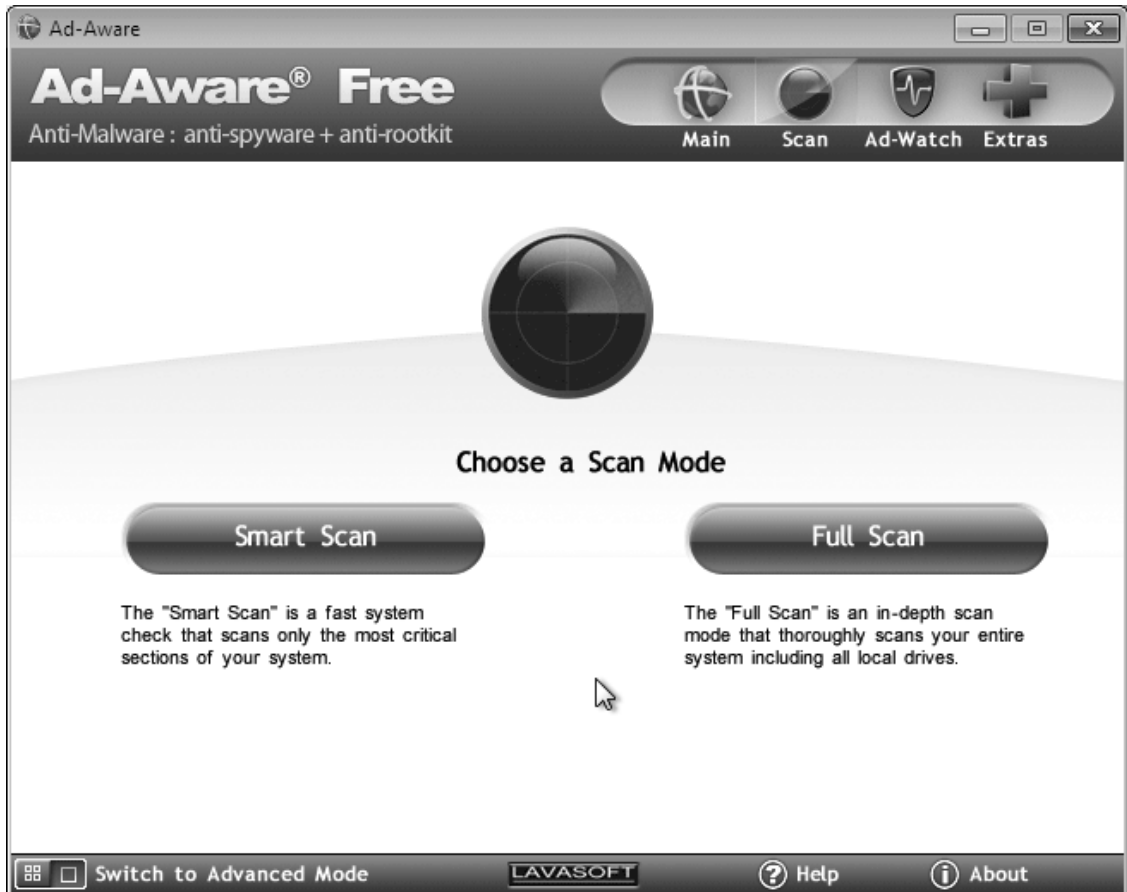 Ad-Aware
Ad-Aware® Free
Anti-Malware : anti-spyware + anti-rootkit
Main
Scan
Ad-Watch
Extras
Choose a Scan Mode
Smart Scan
The "Smart Scan" is a fast system
check that scans only the most critical
sections of your system.
Full Scan
The "Full Scan" is an in-depth scan
mode that thoroughly scans your entire
system including all local drives.
Switch to Advanced Mode
LAVASOFT
Help
About